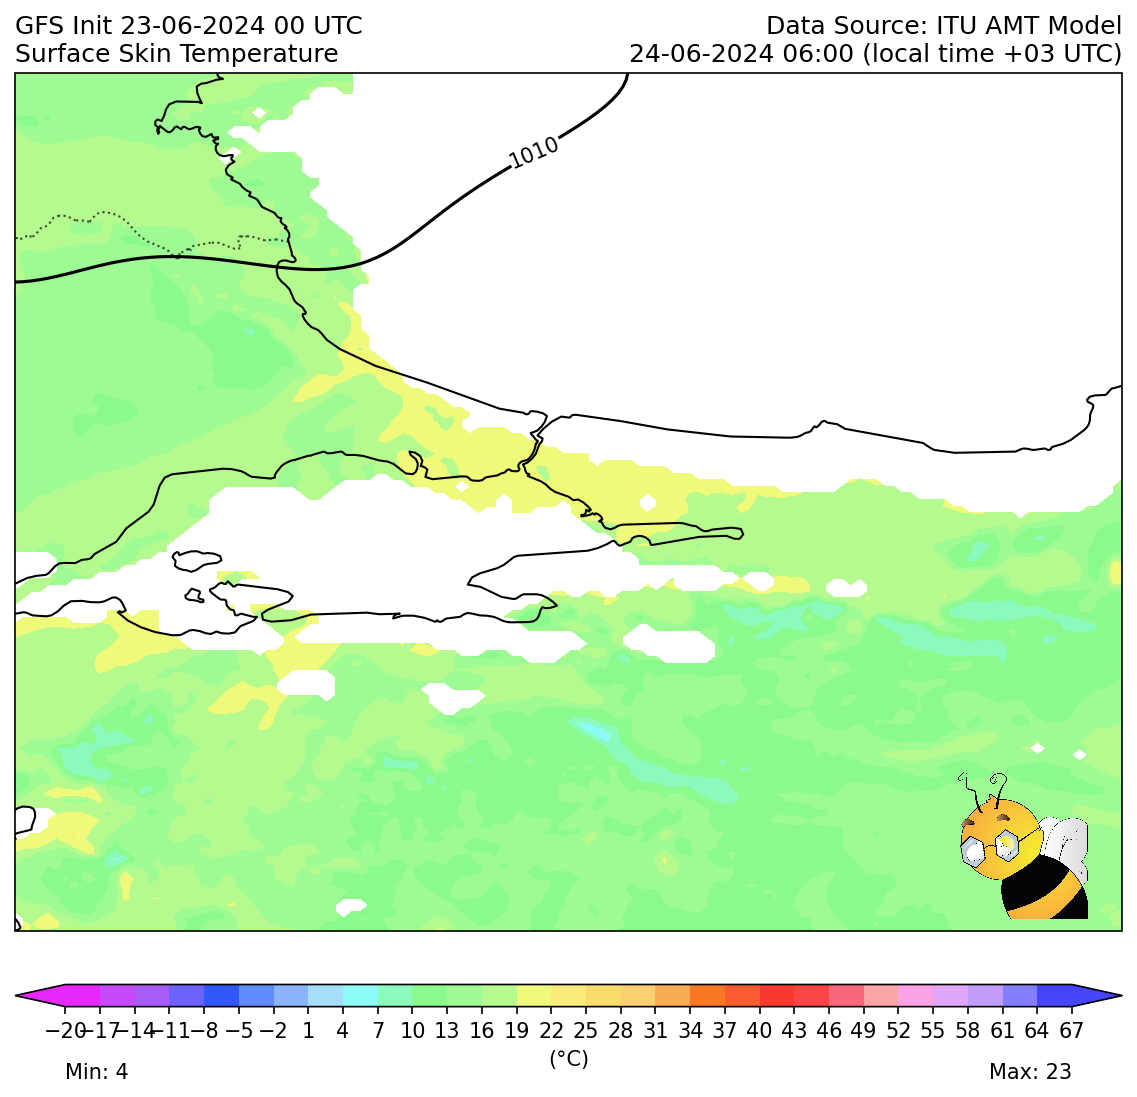 GFS Init 23-06-2024 00 UTC
Data Source: ITU AMT Model
Surface Skin Temperature
24-06-2024 06:00 (local time +03 UTC)
1010
−20 −17 −14 −11 −8 −5 −2 1 4 7 10 13 16 19 22 25 28 31 34 37 40 43 46 49 52 55 58 61 64 67
(°C)
Min: 4
Max: 23